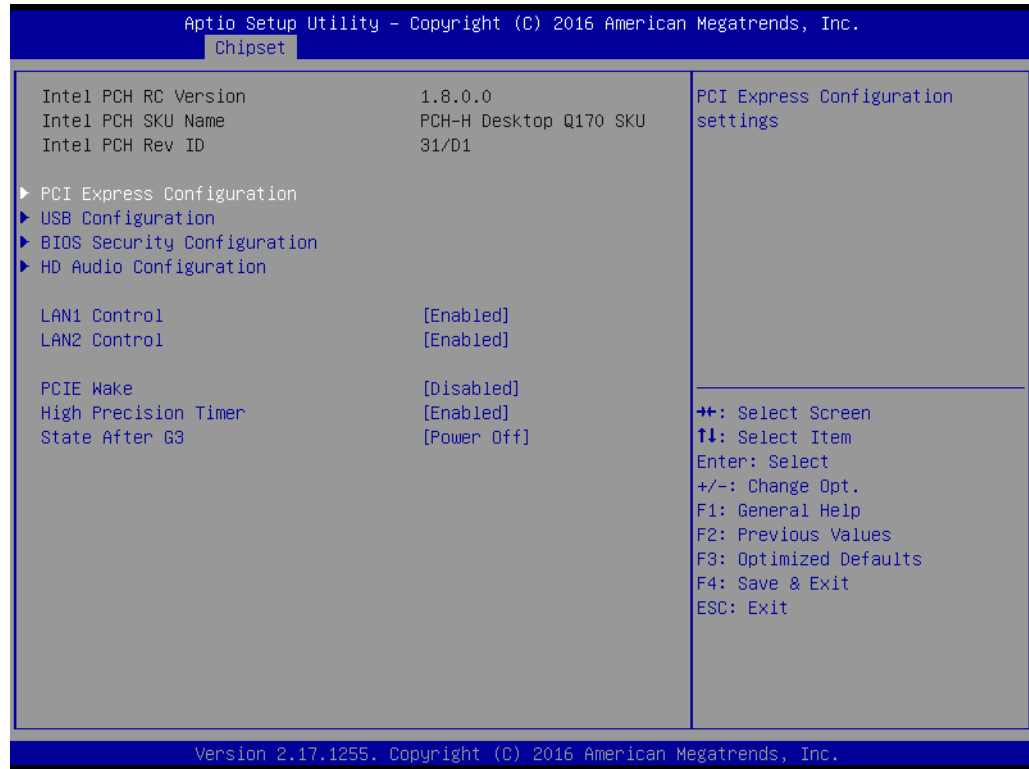 Aptio Setup Utility – Copyright (C) 2016 American Megatrends, Inc.
Chipset
Intel PCH RC Version 1.8.0.0
Intel PCH SKU Name PCH-H Desktop Q170 SKU
Intel PCH Rev ID 31/D1
▶ PCI Express Configuration
▶ USB Configuration
▶ BIOS Security Configuration
▶ HD Audio Configuration
LAN1 Control [Enabled]
LAN2 Control [Enabled]
PCIE Wake [Disabled]
High Precision Timer [Enabled]
State After G3 [Power Off]
PCI Express Configuration
settings
→←: Select Screen
↑↓: Select Item
Enter: Select
+/-: Change Opt.
F1: General Help
F2: Previous Values
F3: Optimized Defaults
F4: Save & Exit
ESC: Exit
Version 2.17.1255. Copyright (C) 2016 American Megatrends, Inc.